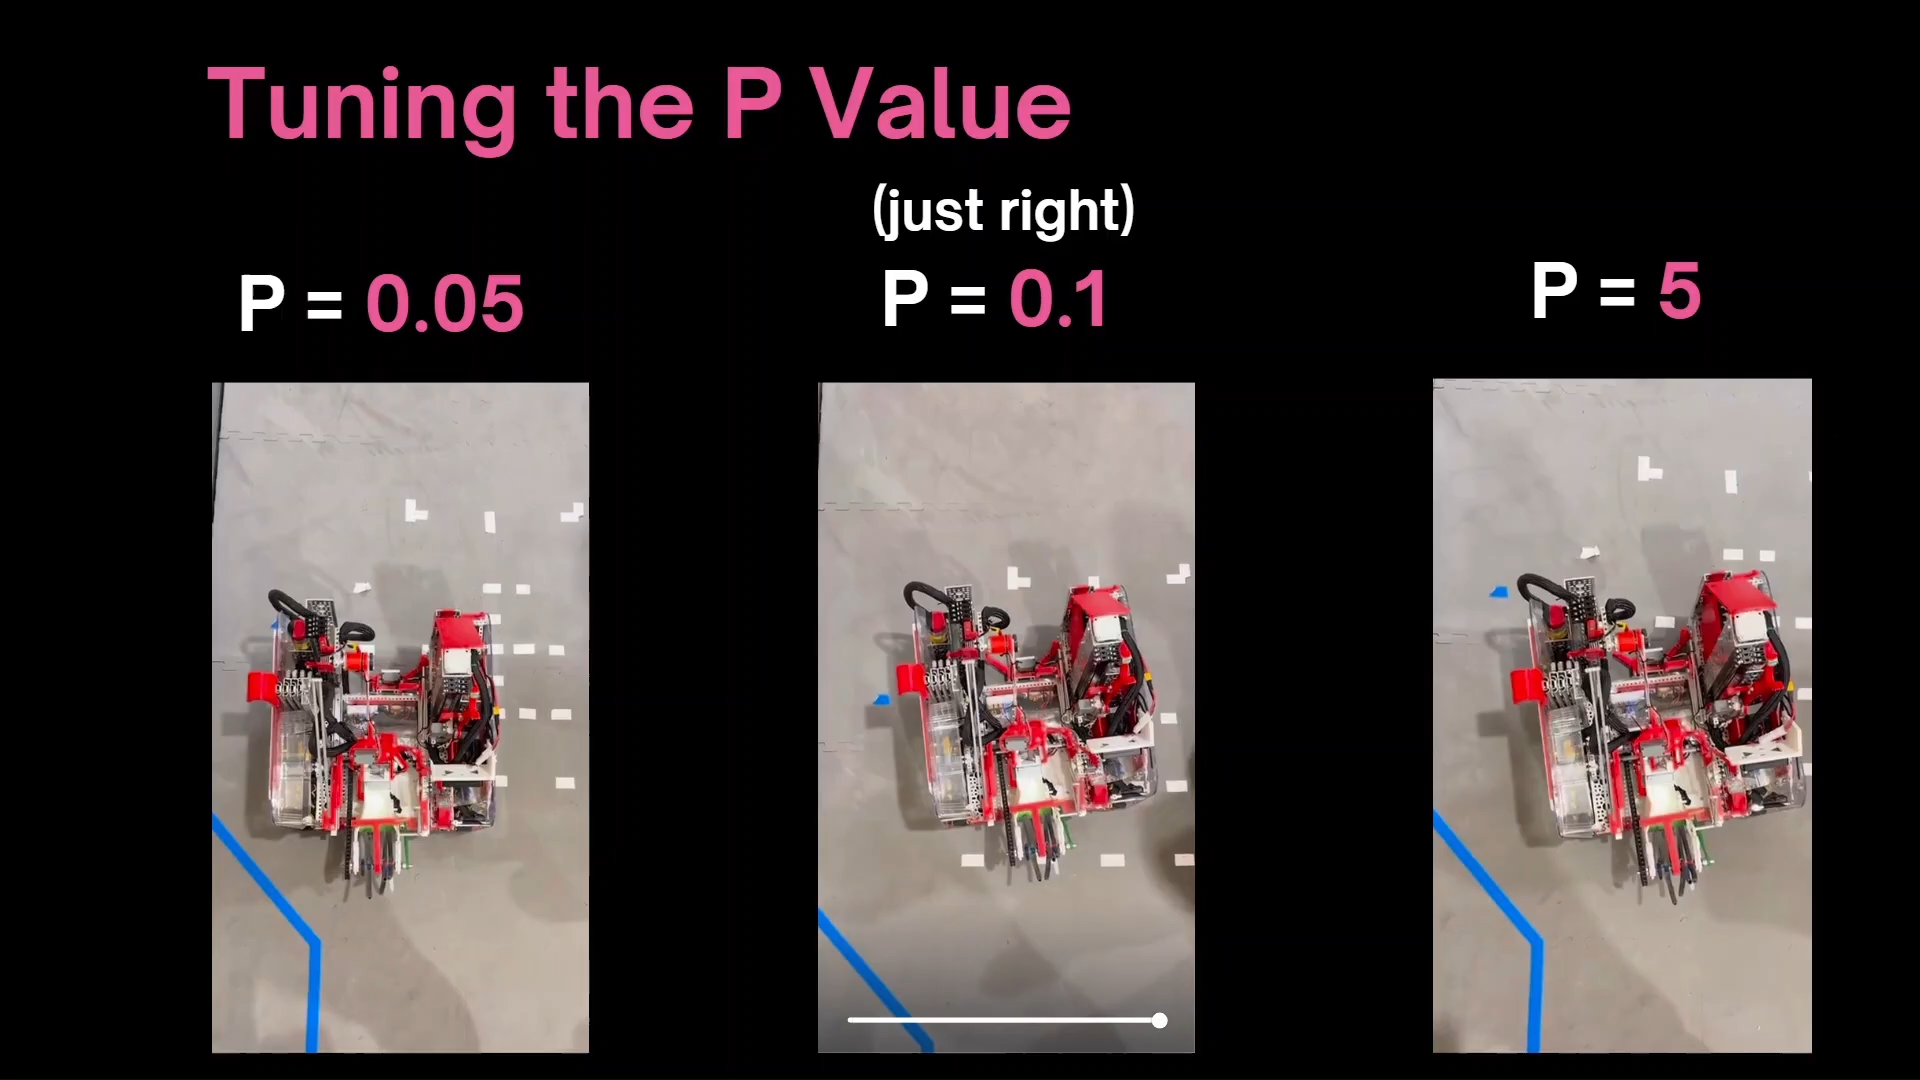 Tuning the P Value
(just right)
P = 0.05
P = 0.1
P = 5